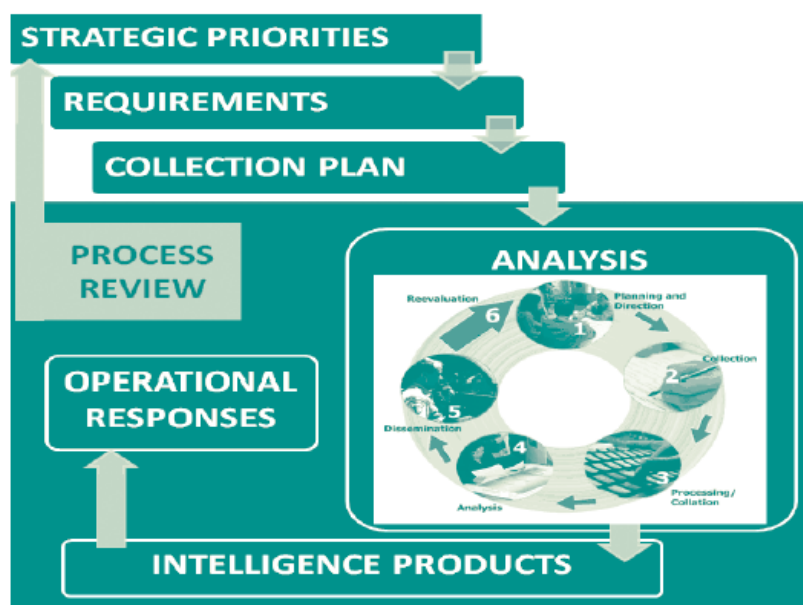 STRATEGIC PRIORITIES
REQUIREMENTS
COLLECTION PLAN
PROCESS
REVIEW
ANALYSIS
Reevaluation
6
1
Planning and
Direction
2
Collection
5
Dissemination
4
Analysis
3
Processing/
Collation
OPERATIONAL
RESPONSES
INTELLIGENCE PRODUCTS